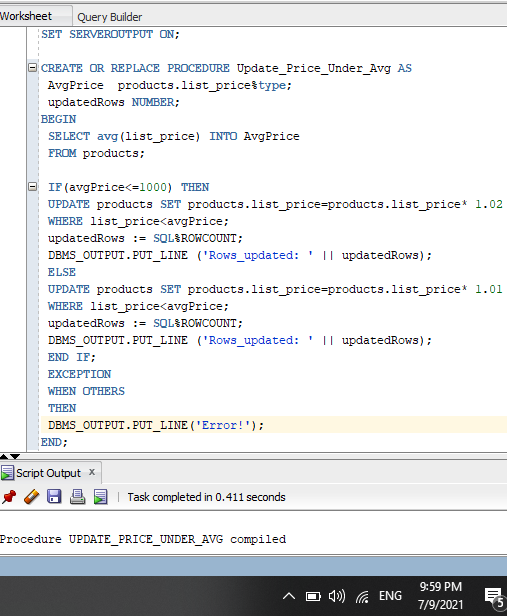 Worksheet Query Builder
SET SERVEROUTPUT ON;
CREATE OR REPLACE PROCEDURE Update_Price_Under_Avg AS
AvgPrice  products.list_price%type;
updatedRows NUMBER;
BEGIN
SELECT avg(list_price) INTO AvgPrice
FROM products;
IF(avgPrice<=1000) THEN
UPDATE products SET products.list_price=products.list_price* 1.02
WHERE list_price<avgPrice;
updatedRows := SQL%ROWCOUNT;
DBMS_OUTPUT.PUT_LINE ('Rows_updated: ' || updatedRows);
ELSE
UPDATE products SET products.list_price=products.list_price* 1.01
WHERE list_price<avgPrice;
updatedRows := SQL%ROWCOUNT;
DBMS_OUTPUT.PUT_LINE ('Rows_updated: ' || updatedRows);
END IF;
EXCEPTION
WHEN OTHERS
THEN
DBMS_OUTPUT.PUT_LINE('Error!');
END;
Script Output x
Task completed in 0.411 seconds
Procedure UPDATE_PRICE_UNDER_AVG compiled
ENG
9:59 PM
7/9/2021
5